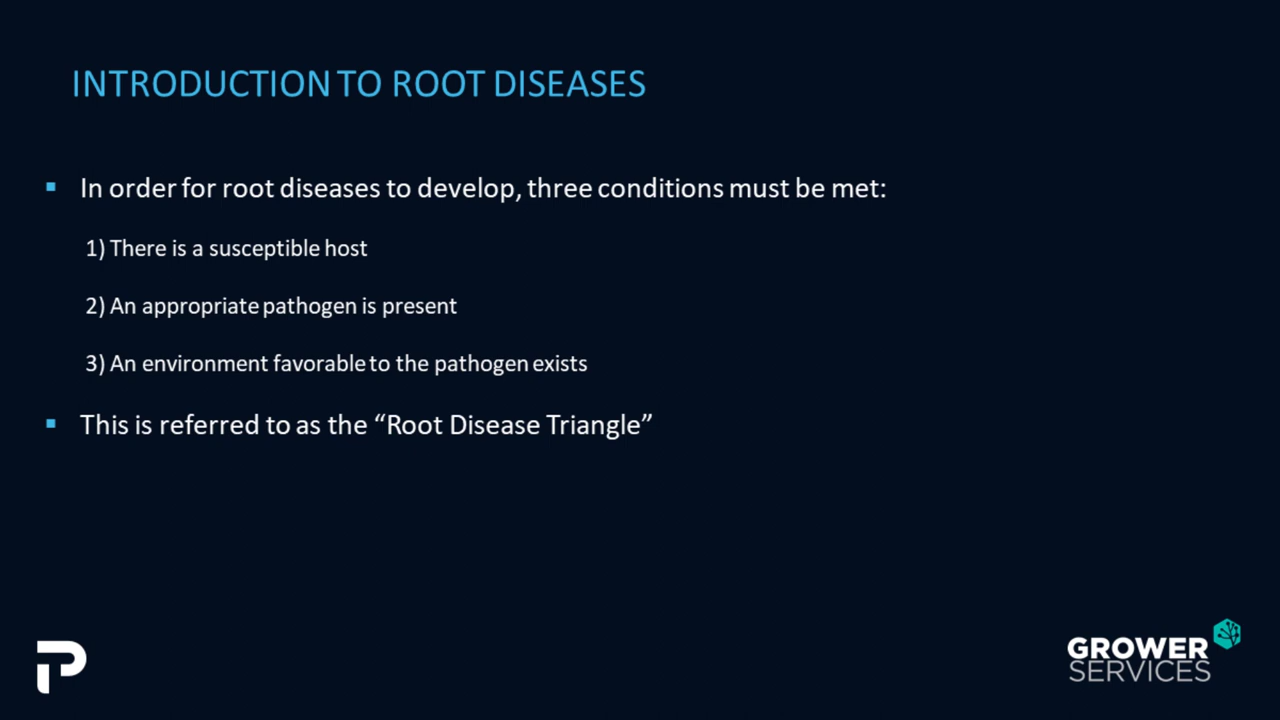 INTRODUCTION TO ROOT DISEASES
▪ In order for root diseases to develop, three conditions must be met:
1) There is a susceptible host
2) An appropriate pathogen is present
3) An environment favorable to the pathogen exists
▪ This is referred to as the “Root Disease Triangle”
P
GROWER
SERVICES